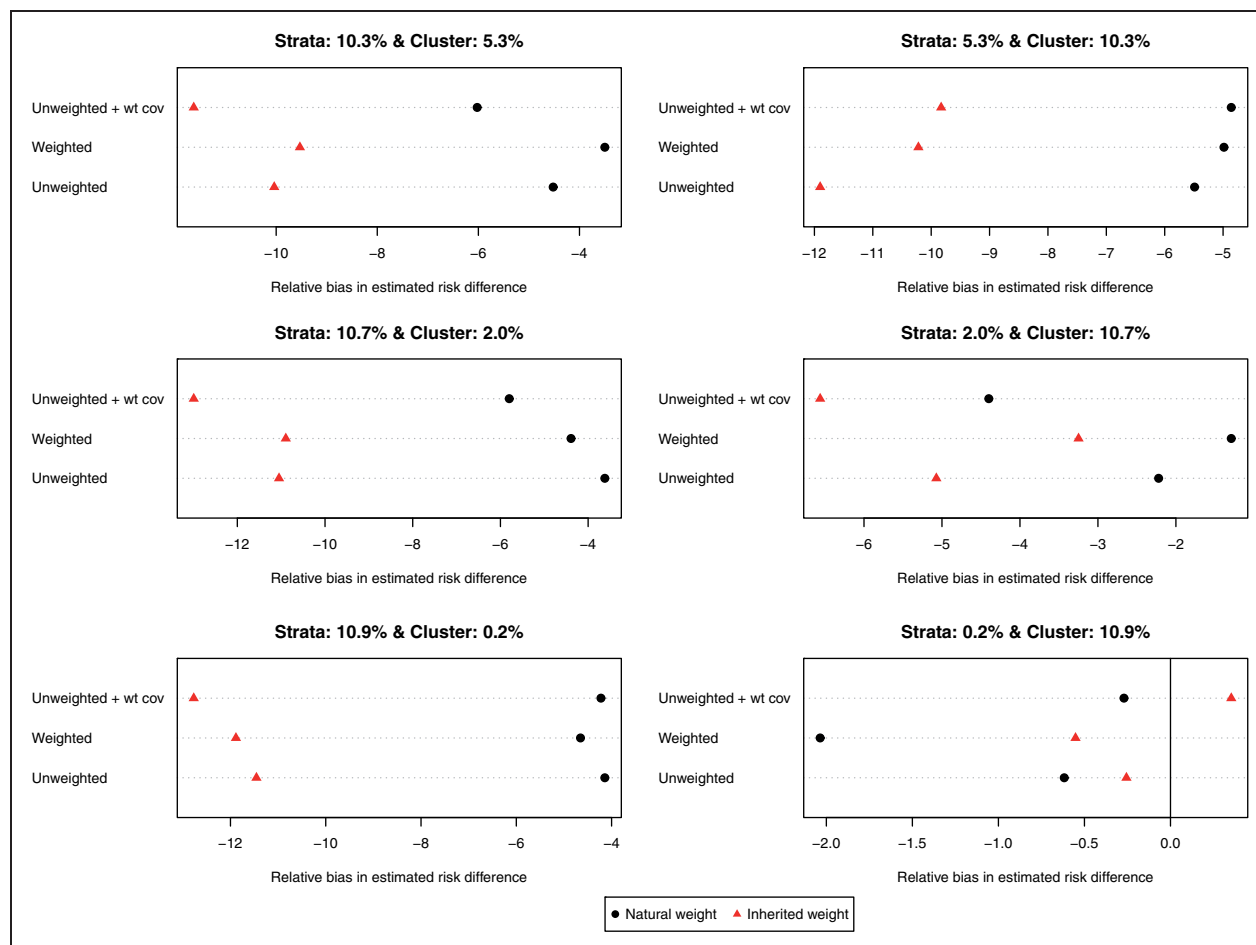 Strata: 10.3% & Cluster: 5.3%
Unweighted + wt cov
Weighted
Unweighted
−10 −8 −6 −4
Relative bias in estimated risk difference
Strata: 5.3% & Cluster: 10.3%
Unweighted + wt cov
Weighted
Unweighted
−12 −11 −10 −9 −8 −7 −6 −5
Relative bias in estimated risk difference
Strata: 10.7% & Cluster: 2.0%
Unweighted + wt cov
Weighted
Unweighted
−12 −10 −8 −6 −4
Relative bias in estimated risk difference
Strata: 2.0% & Cluster: 10.7%
Unweighted + wt cov
Weighted
Unweighted
−6 −5 −4 −3 −2
Relative bias in estimated risk difference
Strata: 10.9% & Cluster: 0.2%
Unweighted + wt cov
Weighted
Unweighted
−12 −10 −8 −6 −4
Relative bias in estimated risk difference
Strata: 0.2% & Cluster: 10.9%
Unweighted + wt cov
Weighted
Unweighted
−2.0 −1.5 −1.0 −0.5 0.0
Relative bias in estimated risk difference
Natural weight Inherited weight